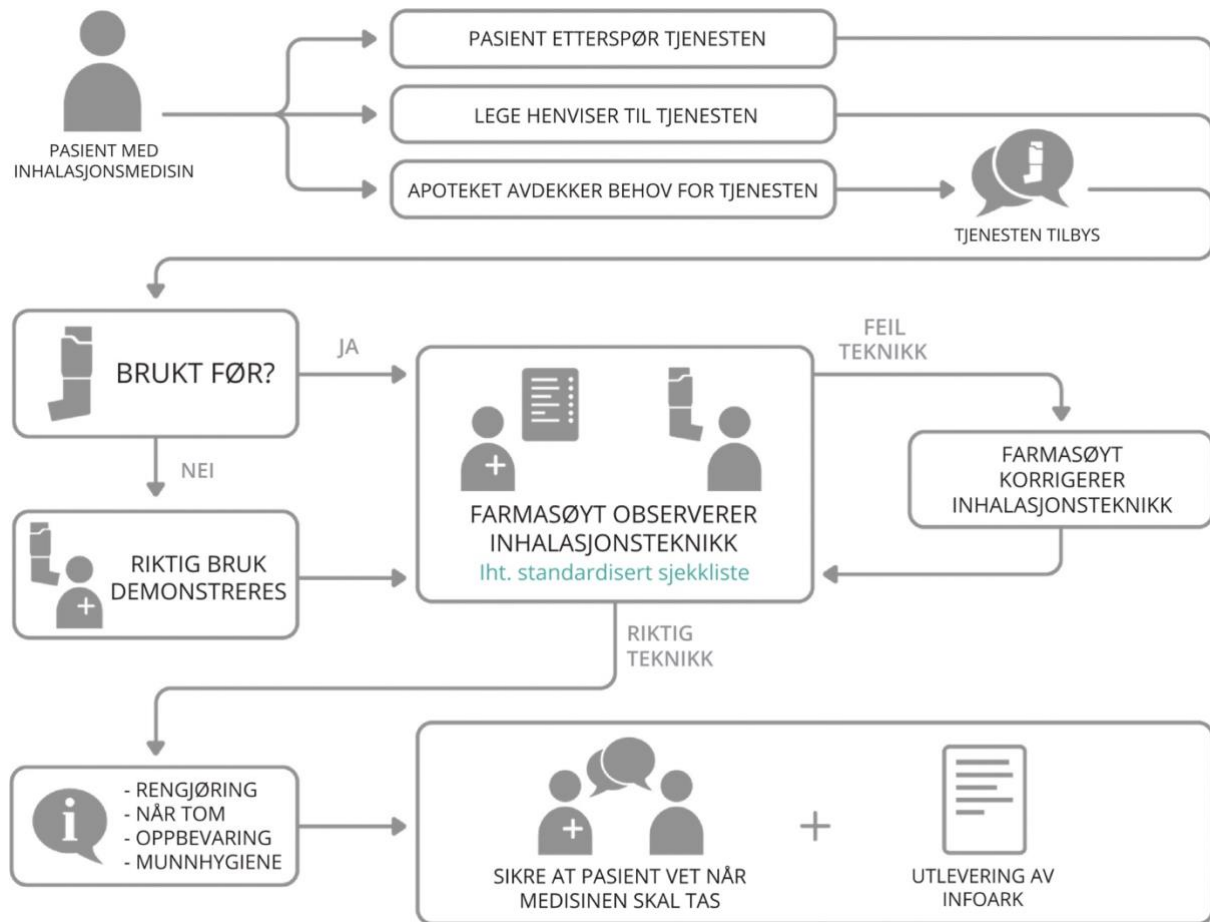 PASIENT MED
INHALASJONSMEDISIN
PASIENT ETTERSPØR TJENESTEN
LEGE HENVISER TIL TJENESTEN
APOTEKET AVDEKKER BEHOV FOR TJENESTEN
TJENESTEN TILBYS
BRUKT FØR?
JA
NEI
RIKTIG BRUK
DEMONSTRERES
FARMASØYT OBSERVERER
INHALASJONSTEKNIKK
Iht. standardisert sjekkliste
FEIL
TEKNIKK
FARMASØYT
KORRIGERER
INHALASJONSTEKNIKK
RIKTIG
TEKNIKK
i
- RENGJØRING
- NÅR TOM
- OPPBEVARING
- MUNNHYGIENE
SIKRE AT PASIENT VET NÅR
MEDISINEN SKAL TAS
+
UTLEVERING AV
INFOARK